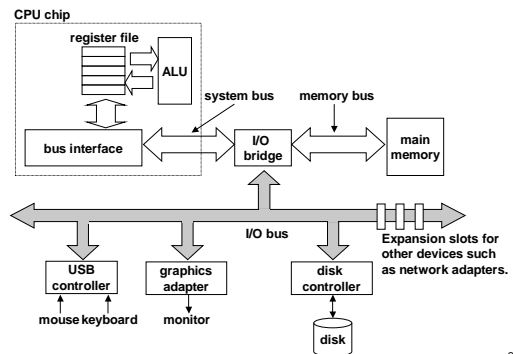 CPU chip
register file
ALU
system bus
memory bus
bus interface
I/O
bridge
main
memory
I/O bus
Expansion slots for
other devices such
as network adapters.
USB
controller
graphics
adapter
disk
controller
mouse keyboard
monitor
disk